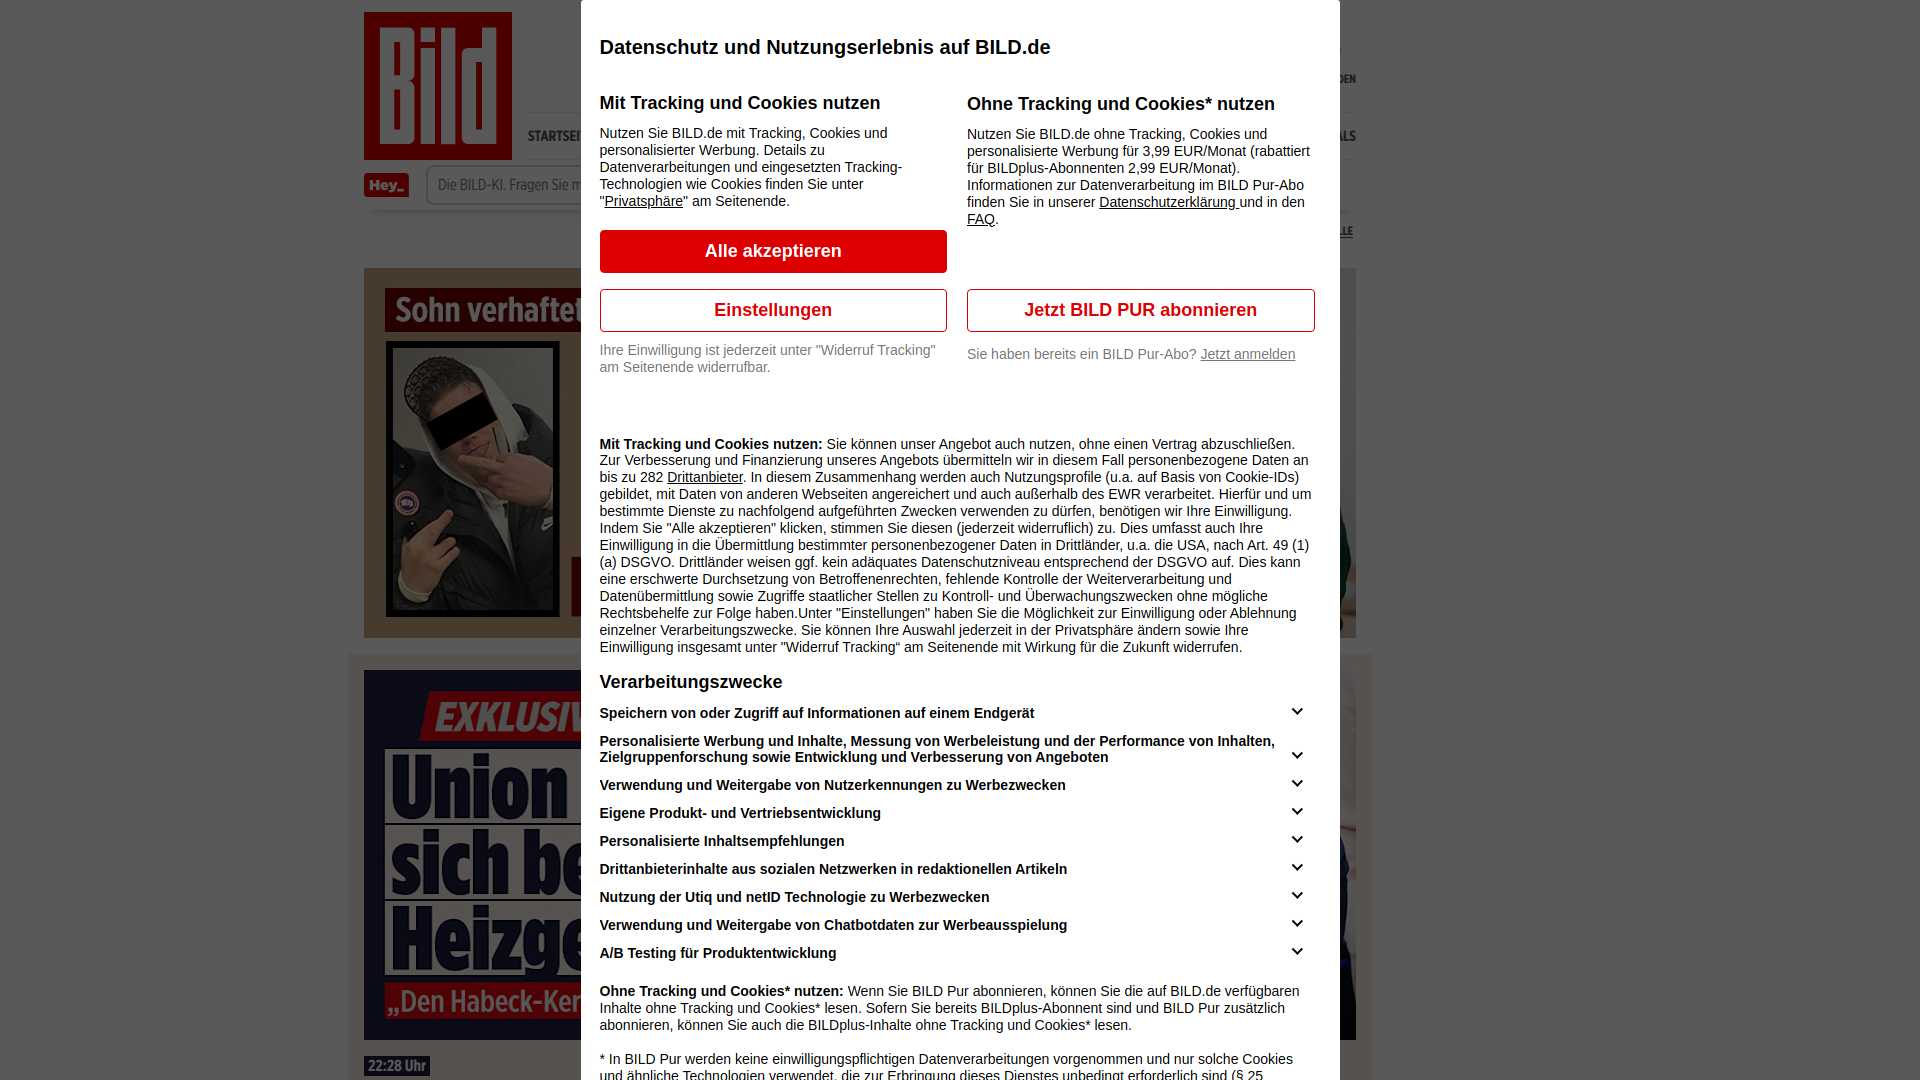 Bild
DEN
STARTSEI
ALS
Hey_
Die BILD-KI. Fragen Sie m
LLE
Sohn verhaftet
EXKLUSIV
Union
sich be
Heizge
„Den Habeck-Ker
22:28 Uhr
Datenschutz und Nutzungserlebnis auf BILD.de
Mit Tracking und Cookies nutzen
Nutzen Sie BILD.de mit Tracking, Cookies und
personalisierter Werbung. Details zu
Datenverarbeitungen und eingesetzten Tracking-
Technologien wie Cookies finden Sie unter
"Privatsphäre" am Seitenende.
Alle akzeptieren
Einstellungen
Ihre Einwilligung ist jederzeit unter "Widerruf Tracking"
am Seitenende widerrufbar.
Ohne Tracking und Cookies* nutzen
Nutzen Sie BILD.de ohne Tracking, Cookies und
personalisierte Werbung für 3,99 EUR/Monat (rabattiert
für BILDplus-Abonnenten 2,99 EUR/Monat).
Informationen zur Datenverarbeitung im BILD Pur-Abo
finden Sie in unserer Datenschutzerklärung und in den
FAQ.
Jetzt BILD PUR abonnieren
Sie haben bereits ein BILD Pur-Abo? Jetzt anmelden
Mit Tracking und Cookies nutzen: Sie können unser Angebot auch nutzen, ohne einen Vertrag abzuschließen.
Zur Verbesserung und Finanzierung unseres Angebots übermitteln wir in diesem Fall personenbezogene Daten an
bis zu 282 Drittanbieter. In diesem Zusammenhang werden auch Nutzungsprofile (u.a. auf Basis von Cookie-IDs)
gebildet, mit Daten von anderen Webseiten angereichert und auch außerhalb des EWR verarbeitet. Hierfür und um
bestimmte Dienste zu nachfolgend aufgeführten Zwecken verwenden zu dürfen, benötigen wir Ihre Einwilligung.
Indem Sie "Alle akzeptieren" klicken, stimmen Sie diesen (jederzeit widerruflich) zu. Dies umfasst auch Ihre
Einwilligung in die Übermittlung bestimmter personenbezogener Daten in Drittländer, u.a. die USA, nach Art. 49 (1)
(a) DSGVO. Drittländer weisen ggf. kein adäquates Datenschutzniveau entsprechend der DSGVO auf. Dies kann
eine erschwerte Durchsetzung von Betroffenenrechten, fehlende Kontrolle der Weiterverarbeitung und
Datenübermittlung sowie Zugriffe staatlicher Stellen zu Kontroll- und Überwachungszwecken ohne mögliche
Rechtsbehelfe zur Folge haben.Unter "Einstellungen" haben Sie die Möglichkeit zur Einwilligung oder Ablehnung
einzelner Verarbeitungszwecke. Sie können Ihre Auswahl jederzeit in der Privatsphäre ändern sowie Ihre
Einwilligung insgesamt unter "Widerruf Tracking“ am Seitenende mit Wirkung für die Zukunft widerrufen.
Verarbeitungszwecke
Speichern von oder Zugriff auf Informationen auf einem Endgerät
Personalisierte Werbung und Inhalte, Messung von Werbeleistung und der Performance von Inhalten,
Zielgruppenforschung sowie Entwicklung und Verbesserung von Angeboten
Verwendung und Weitergabe von Nutzerkennungen zu Werbezwecken
Eigene Produkt- und Vertriebsentwicklung
Personalisierte Inhaltsempfehlungen
Drittanbieterinhalte aus sozialen Netzwerken in redaktionellen Artikeln
Nutzung der Utiq und netID Technologie zu Werbezwecken
Verwendung und Weitergabe von Chatbotdaten zur Werbeausspielung
A/B Testing für Produktentwicklung
Ohne Tracking und Cookies* nutzen: Wenn Sie BILD Pur abonnieren, können Sie die auf BILD.de verfügbaren
Inhalte ohne Tracking und Cookies* lesen. Sofern Sie bereits BILDplus-Abonnent sind und BILD Pur zusätzlich
abonnieren, können Sie auch die BILDplus-Inhalte ohne Tracking und Cookies* lesen.
* In BILD Pur werden keine einwilligungspflichtigen Datenverarbeitungen vorgenommen und nur solche Cookies
und ähnliche Technologien verwendet, die zur Erbringung dieses Dienstes unbedingt erforderlich sind (§ 25